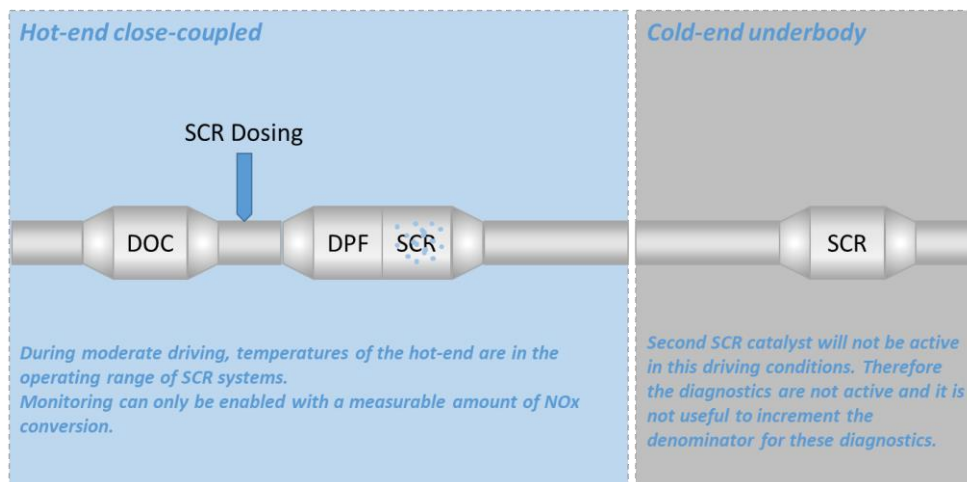 Hot-end close-coupled
Cold-end underbody
SCR Dosing
DOC
DPF
SCR
SCR
During moderate driving, temperatures of the hot-end are in the
operating range of SCR systems.
Monitoring can only be enabled with a measurable amount of NOx
conversion.
Second SCR catalyst will not be active
in this driving conditions. Therefore
the diagnostics are not active and it is
not useful to increment the
denominator for these diagnostics.